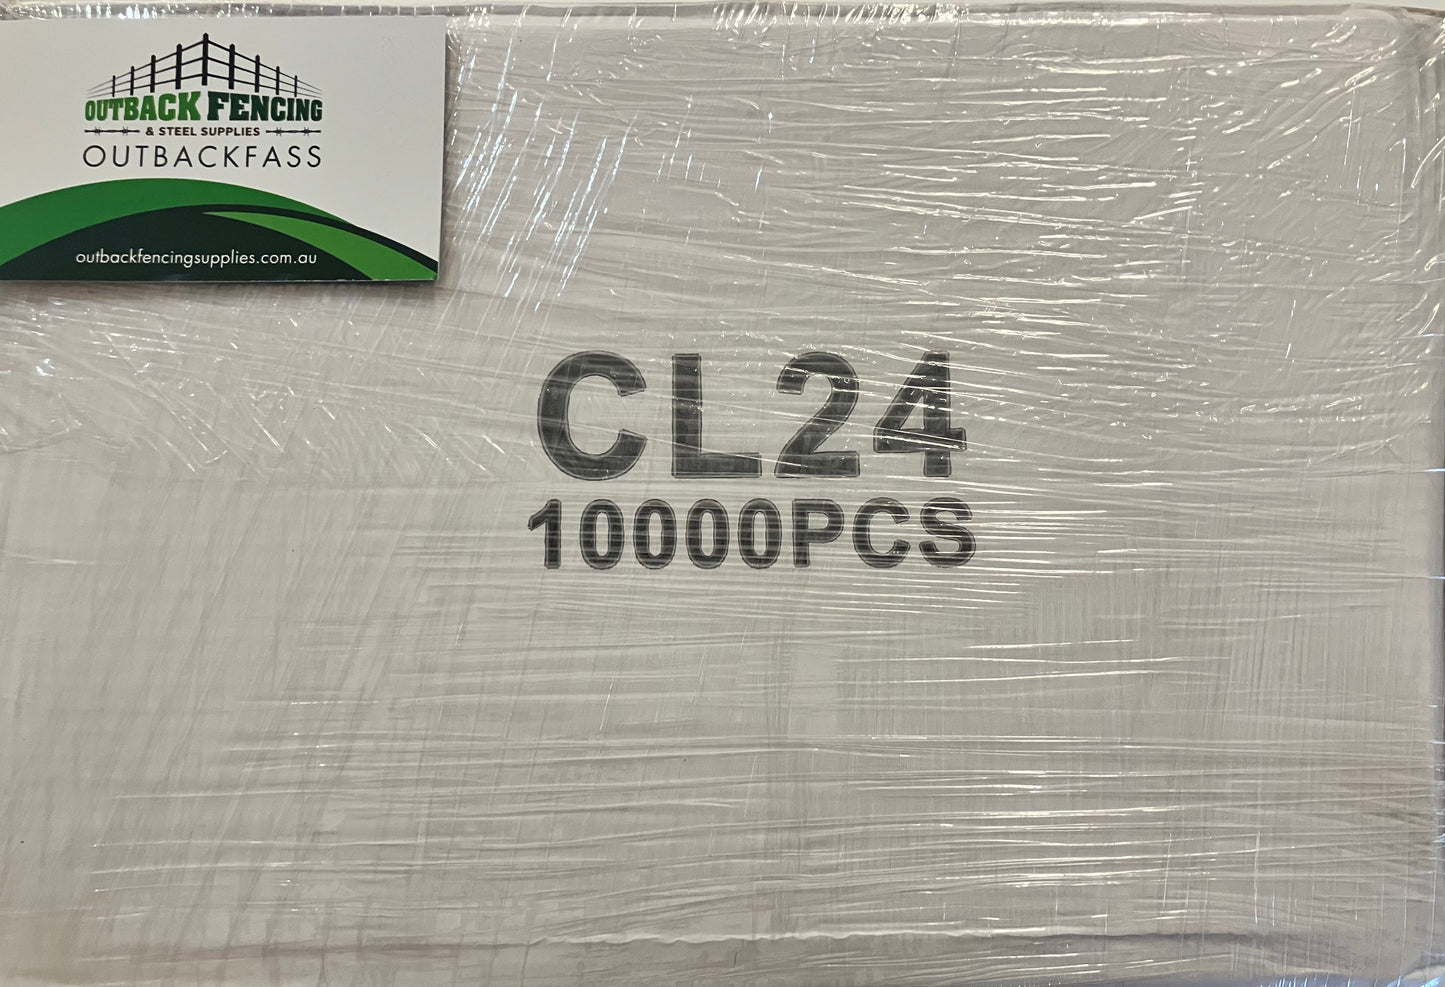 OUTBACK FENCING
& STEEL SUPPLIES
OUTBACKFASS
outbackfencingsupplies.com.au
CL24
10000PCS